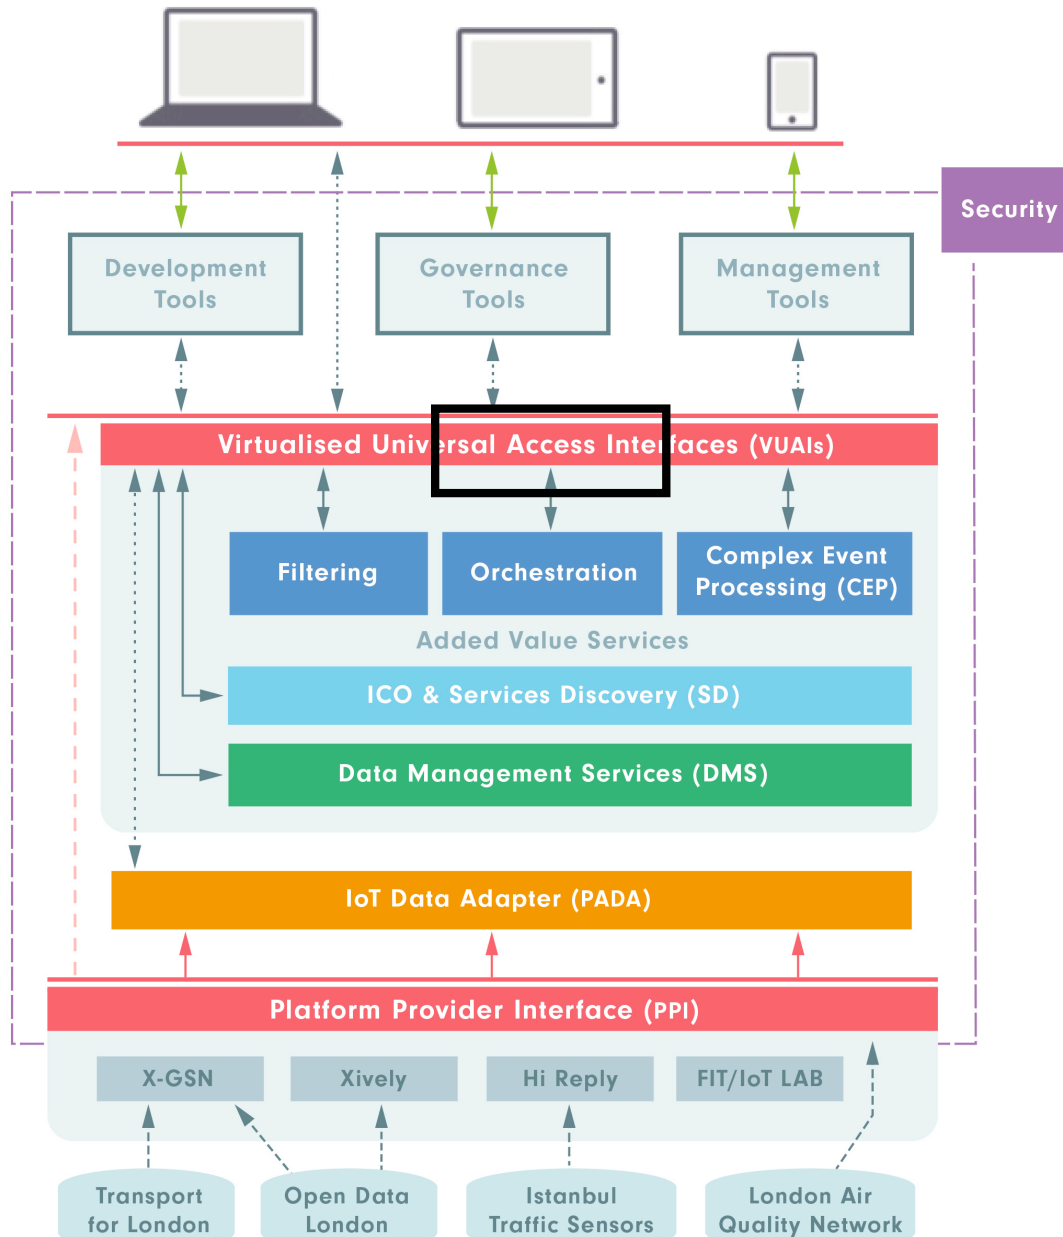 Security
Development
Tools
Governance
Tools
Management
Tools
Virtualised Universal Access Interfaces (VUAIs)
Filtering
Orchestration
Complex Event
Processing (CEP)
Added Value Services
ICO & Services Discovery (SD)
Data Management Services (DMS)
IoT Data Adapter (PADA)
Platform Provider Interface (PPI)
X-GSN
Xively
Hi Reply
FIT/IoT LAB
Transport
for London
Open Data
London
Istanbul
Traffic Sensors
London Air
Quality Network